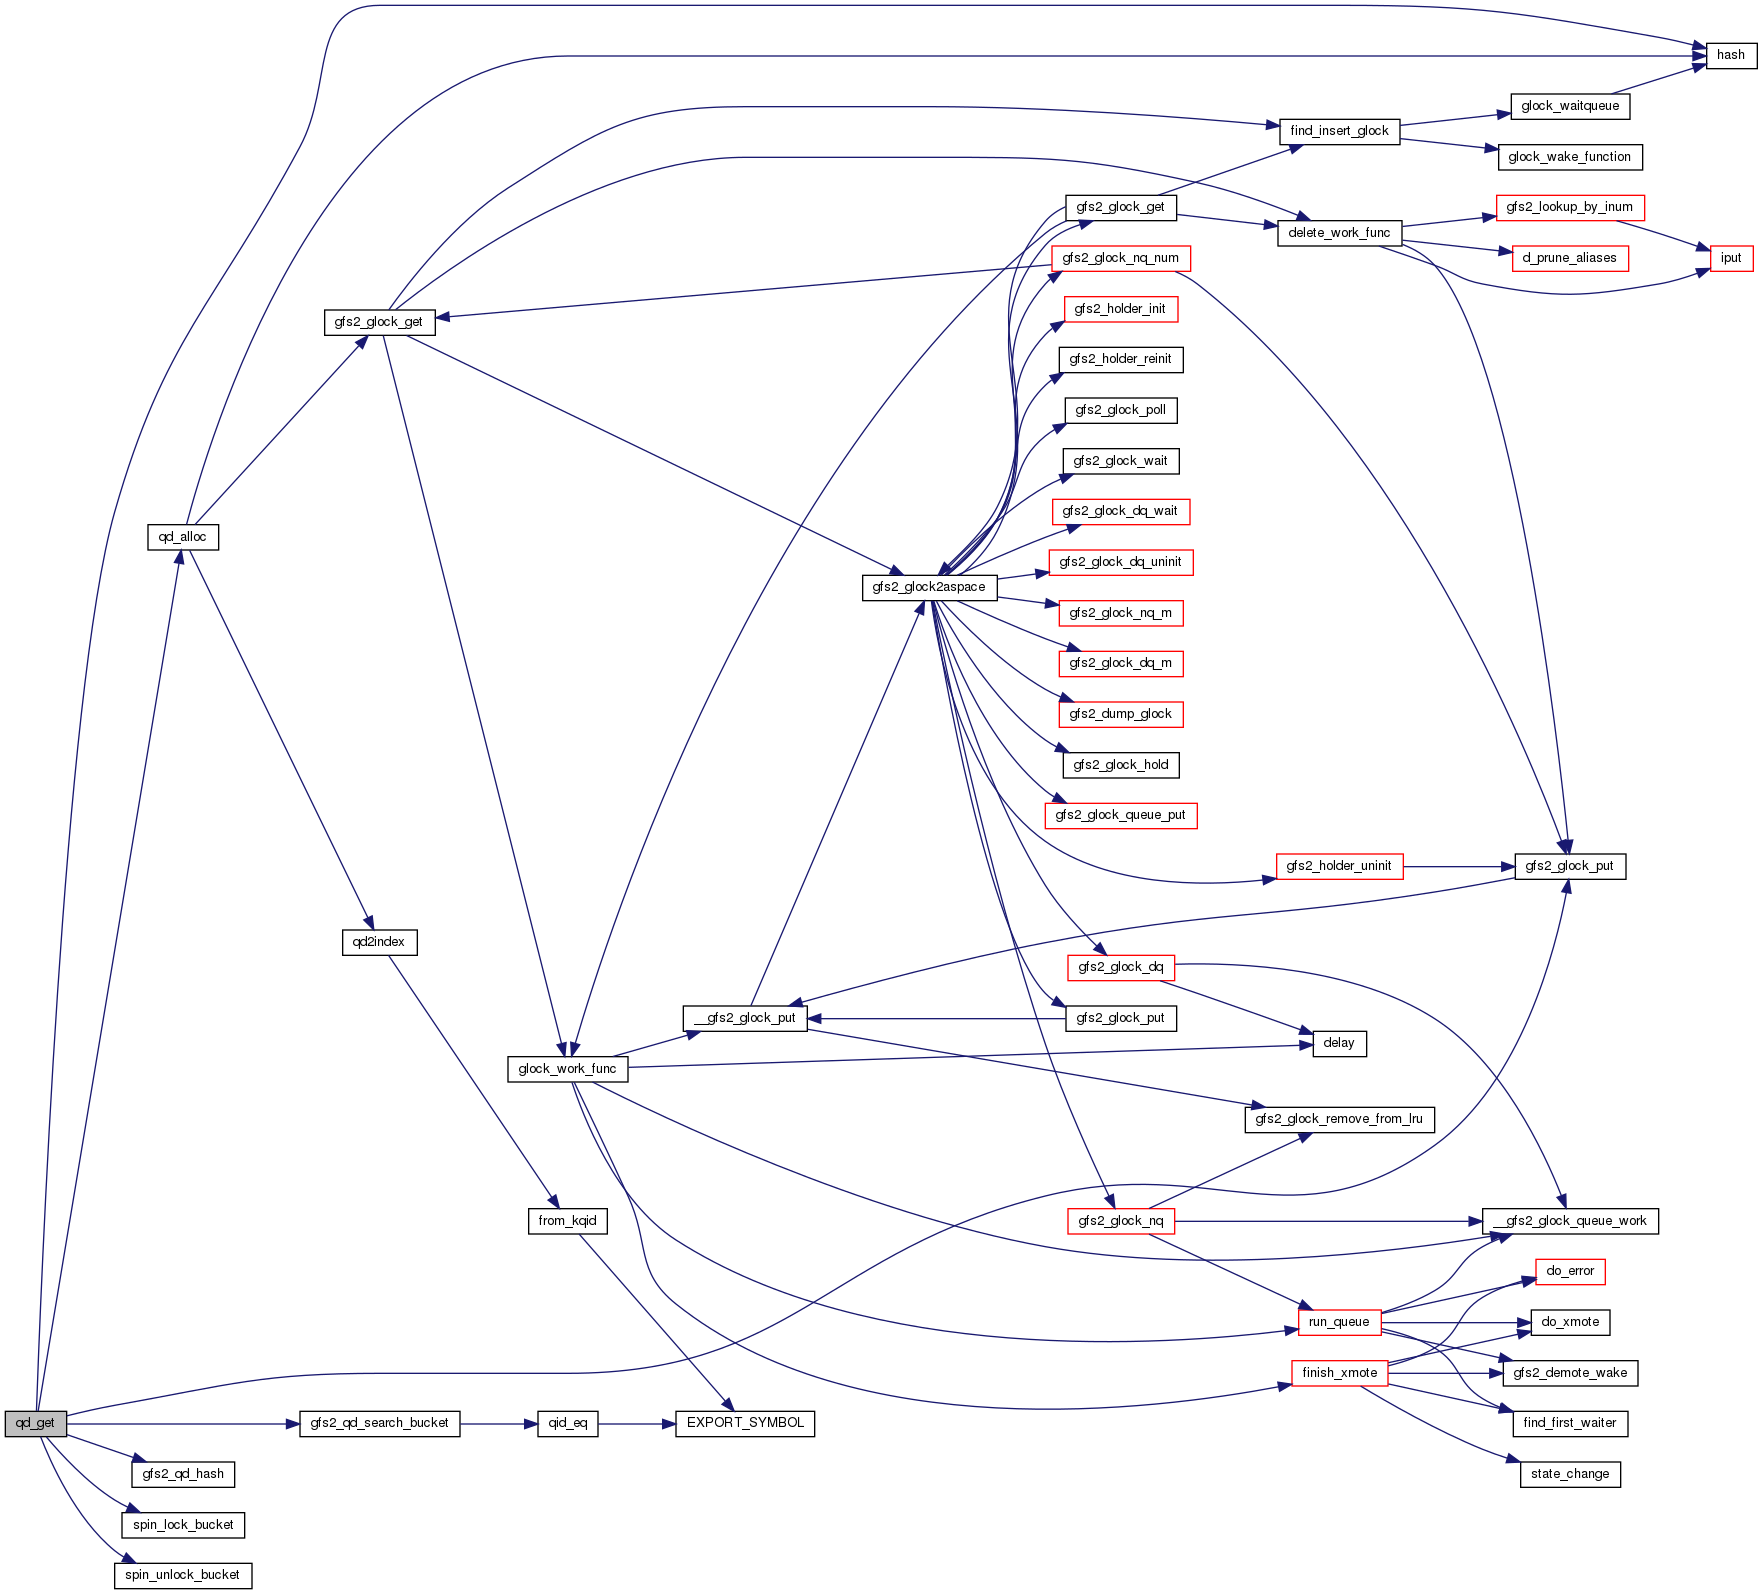 hash
glock_waitqueue
find_insert_glock
glock_wake_function
gfs2_glock_get
gfs2_lookup_by_inum
delete_work_func
gfs2_glock_nq_num
d_prune_aliases
iput
gfs2_holder_init
gfs2_glock_get
gfs2_holder_reinit
gfs2_glock_poll
gfs2_glock_wait
gfs2_glock_dq_wait
qd_alloc
gfs2_glock_dq_uninit
gfs2_glock2aspace
gfs2_glock_nq_m
gfs2_glock_dq_m
gfs2_dump_glock
gfs2_glock_hold
gfs2_glock_queue_put
gfs2_holder_uninit
gfs2_glock_put
qd2index
gfs2_glock_dq
__gfs2_glock_put
gfs2_glock_put
delay
glock_work_func
gfs2_glock_remove_from_lru
from_kqid
gfs2_glock_nq
__gfs2_glock_queue_work
do_error
run_queue
do_xmote
finish_xmote
gfs2_demote_wake
qd_get
gfs2_qd_search_bucket
qid_eq
EXPORT_SYMBOL
find_first_waiter
gfs2_qd_hash
state_change
spin_lock_bucket
spin_unlock_bucket